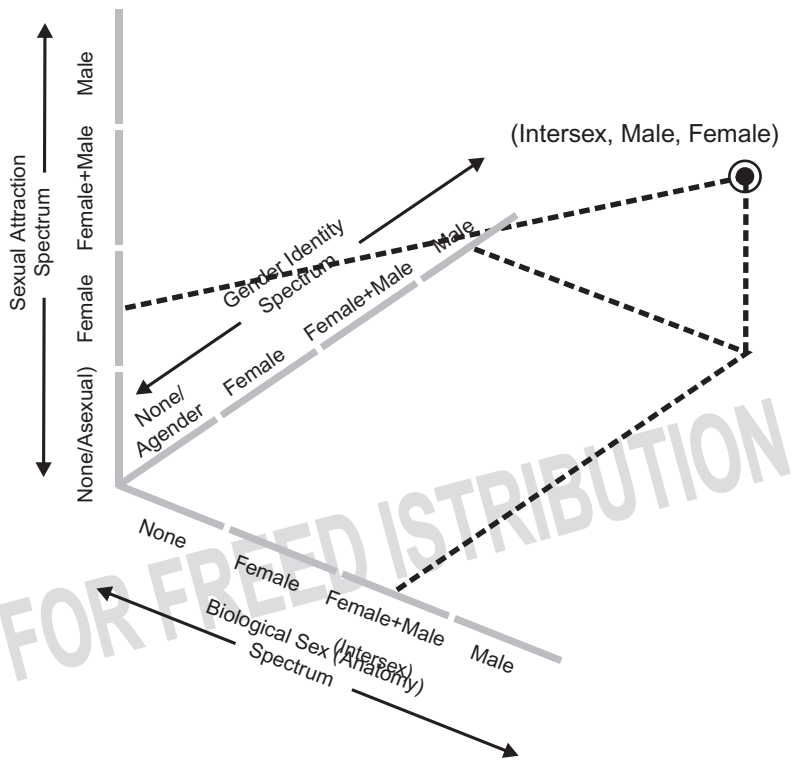 Sexual Attraction
Spectrum
Male
Female+Male
Female
None/Asexual)
(Intersex, Male, Female)
Gender Identity
Spectrum
Male
Female+Male
Female
None/
Agender
None
Female
Female+Male
(Intersex)
Male
Biological Sex (Anatomy)
Spectrum
FOR FREED ISTRIBUTION